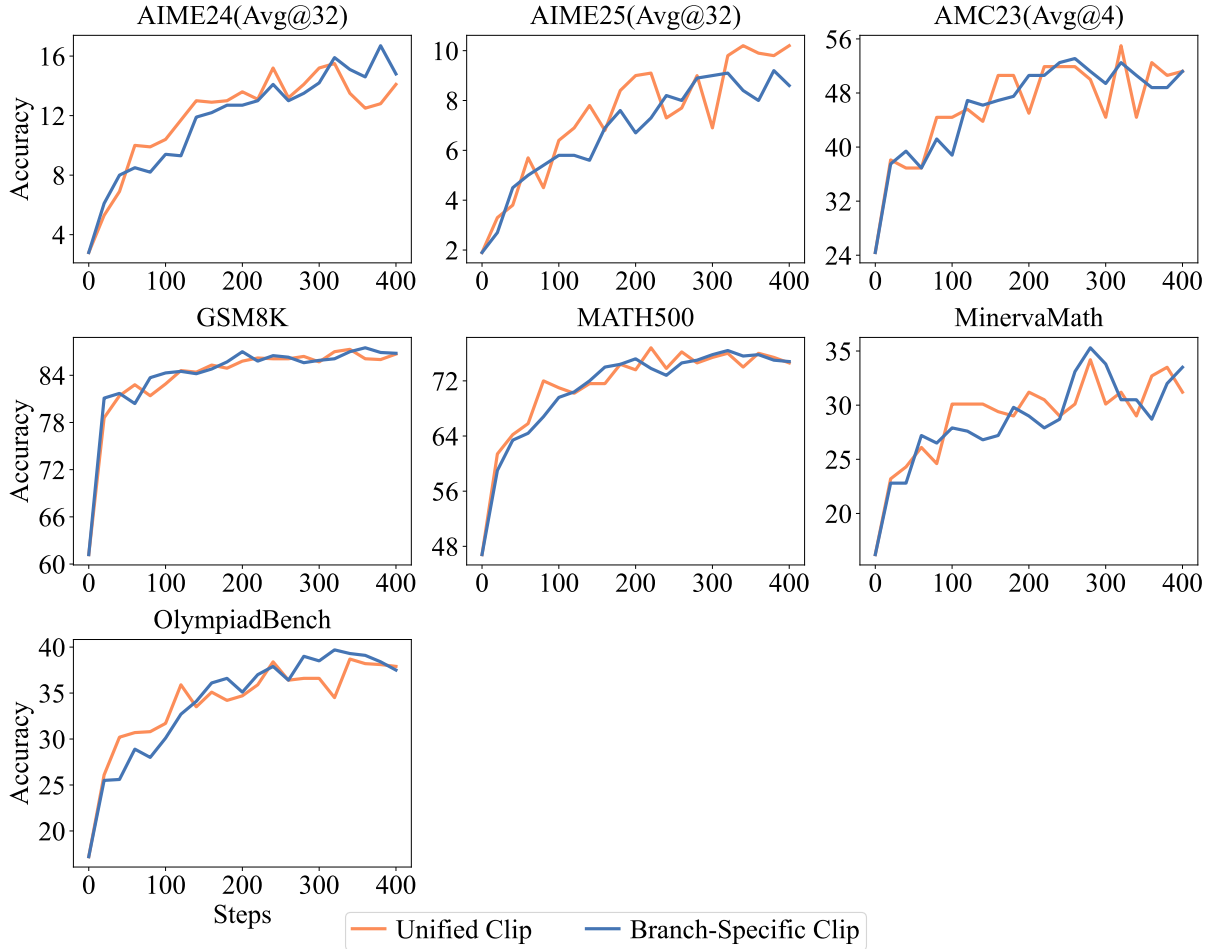 AIME24(Avg@32)
AIME25(Avg@32)
AMC23(Avg@4)
Accuracy
16
12
8
4
0 100 200 300 400
10
8
6
4
2
0 100 200 300 400
56
48
40
32
24
0 100 200 300 400
GSM8K
MATH500
MinervaMath
Accuracy
84
78
72
66
60
0 100 200 300 400
72
64
56
48
0 100 200 300 400
35
30
25
20
0 100 200 300 400
OlympiadBench
Accuracy
40
35
30
25
20
0 100 200 300 400
Steps
Unified Clip
Branch-Specific Clip